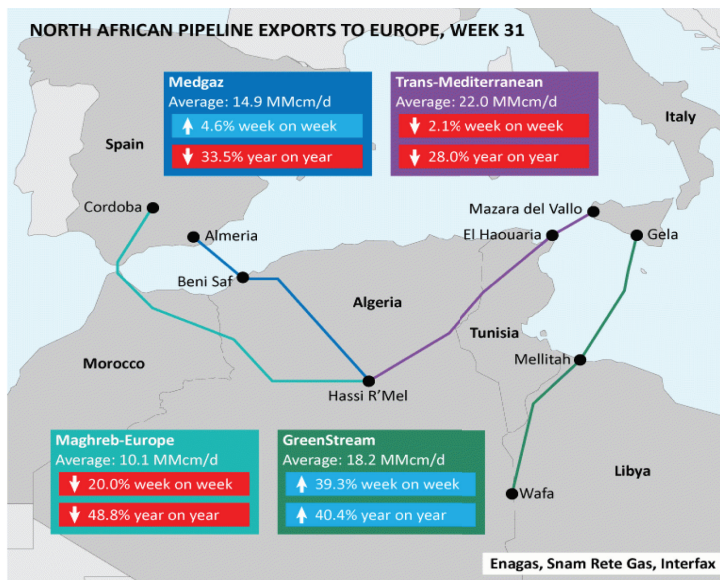 NORTH AFRICAN PIPELINE EXPORTS TO EUROPE, WEEK 31
Medgaz
Average: 14.9 MMcm/d
4.6% week on week
33.5% year on year
Trans-Mediterranean
Average: 22.0 MMcm/d
2.1% week on week
28.0% year on year
Italy
Spain
Cordoba
Almeria
Mazara del Vallo
El Haouaria
Gela
Beni Saf
Algeria
Tunisia
Morocco
Mellitah
Hassi R'Mel
Maghreb-Europe
Average: 10.1 MMcm/d
20.0% week on week
48.8% year on year
GreenStream
Average: 18.2 MMcm/d
39.3% week on week
40.4% year on year
Libya
Wafa
Enagas, Snam Rete Gas, Interfax